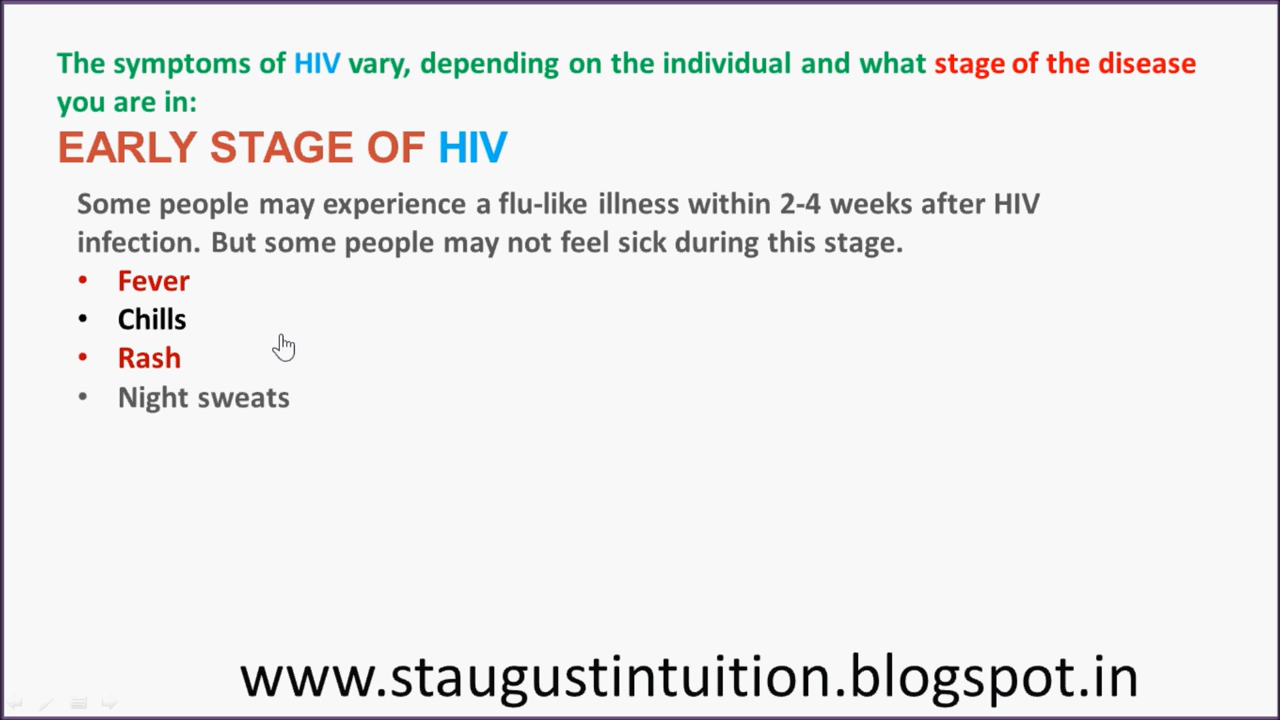 The symptoms of HIV vary, depending on the individual and what stage of the disease
you are in:
EARLY STAGE OF HIV
Some people may experience a flu-like illness within 2-4 weeks after HIV
infection. But some people may not feel sick during this stage.
• Fever
• Chills
• Rash
• Night sweats
www.staugustintuition.blogspot.in